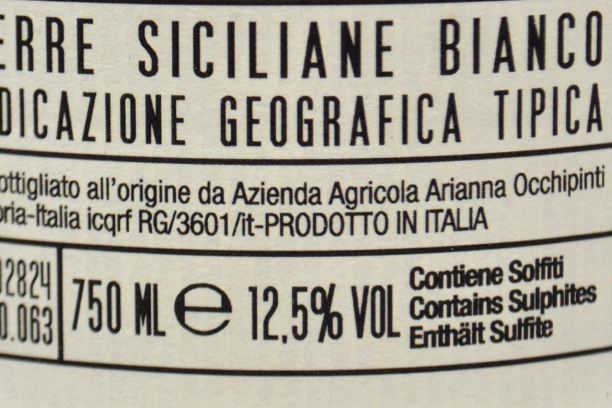 ERRE SICILIANE BIANCO
DICAZIONE GEOGRAFICA TIPICA
ottigliato all'origine da Azienda Agricola Arianna Occhipinti
oria-Italia icqrf RG/3601/it-PRODOTTO IN ITALIA
02824
0.063
750 ML e 12,5% VOL
Contiene Solfiti
Contains Sulphites
Enthält Sulfite